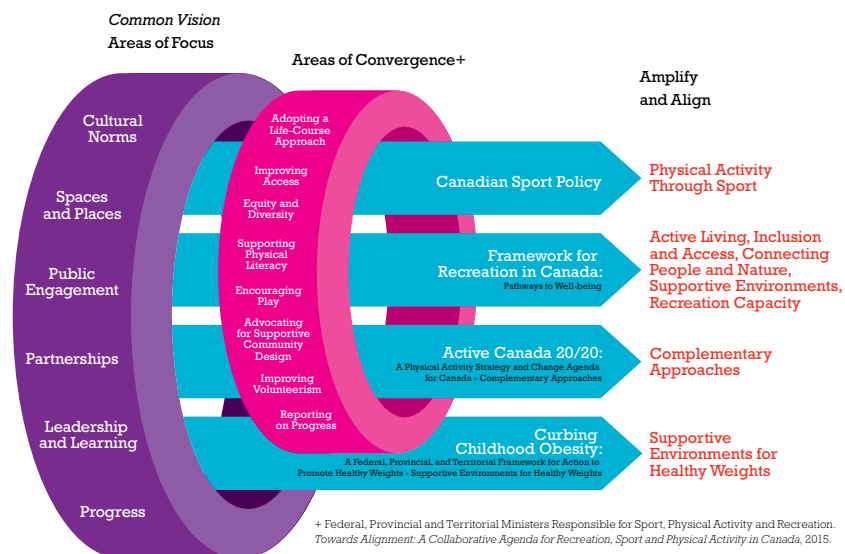 Common Vision
Areas of Focus
Areas of Convergence+
Amplify
and Align
Cultural
Norms
Spaces
and Places
Public
Engagement
Partnerships
Leadership
and Learning
Progress
Adopting a
Life-Course
Approach
Improving
Access
Equity and
Diversity
Supporting
Physical
Literacy
Encouraging
Play
Advocating
for Supportive
Community
Design
Improving
Volunteerism
Reporting
on Progress
Canadian Sport Policy
Physical Activity
Through Sport
Framework for
Recreation in Canada:
Pathways to Well-being
Active Living, Inclusion
and Access, Connecting
People and Nature,
Supportive Environments,
Recreation Capacity
Active Canada 20/20:
A Physical Activity Strategy and Change Agenda
for Canada - Complementary Approaches
Complementary
Approaches
Curbing
Childhood Obesity:
A Federal, Provincial, and Territorial Framework for Action to
Promote Healthy Weights - Supportive Environments for Healthy Weights
Supportive
Environments for
Healthy Weights
+ Federal, Provincial and Territorial Ministers Responsible for Sport, Physical Activity and Recreation.
Towards Alignment: A Collaborative Agenda for Recreation, Sport and Physical Activity in Canada, 2015.